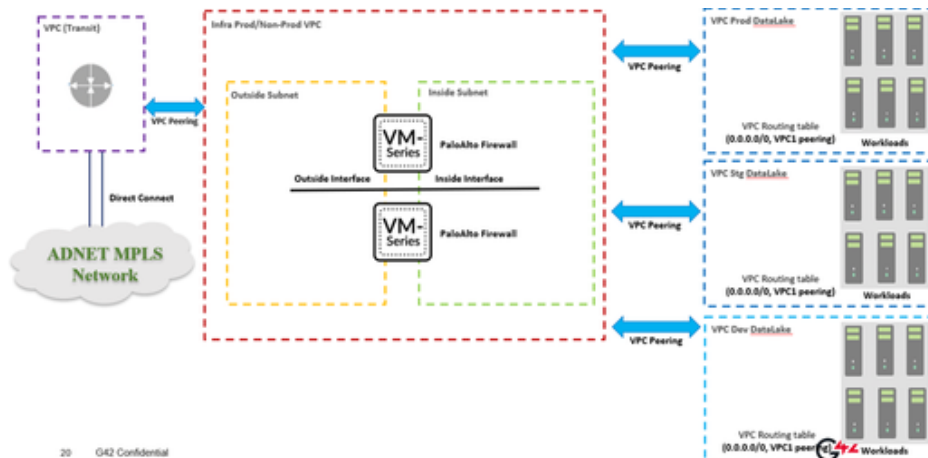 VPC (Transit)
VPC Peering
Direct Connect
ADNET MPLS
Network
Infra Prod/Non-Prod VPC
Outside Subnet
Inside Subnet
VM-
Series
PaloAlto Firewall
Outside Interface
Inside Interface
VM-
Series
PaloAlto Firewall
VPC Peering
VPC Peering
VPC Peering
VPC Prod DataLake
VPC Routing table
(0.0.0.0/0, VPC1 peering)
Workloads
VPC Stg DataLake
VPC Routing table
(0.0.0.0/0, VPC1 peering)
Workloads
VPC Dev DataLake
VPC Routing table
(0.0.0.0/0, VPC1 peering)
Workloads
G42
20 G42 Confidential